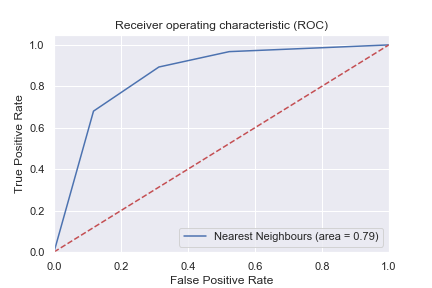 Receiver operating characteristic (ROC)
True Positive Rate
1.0
0.8
0.6
0.4
0.2
0.0
Nearest Neighbours (area = 0.79)
0.0 0.2 0.4 0.6 0.8 1.0
False Positive Rate